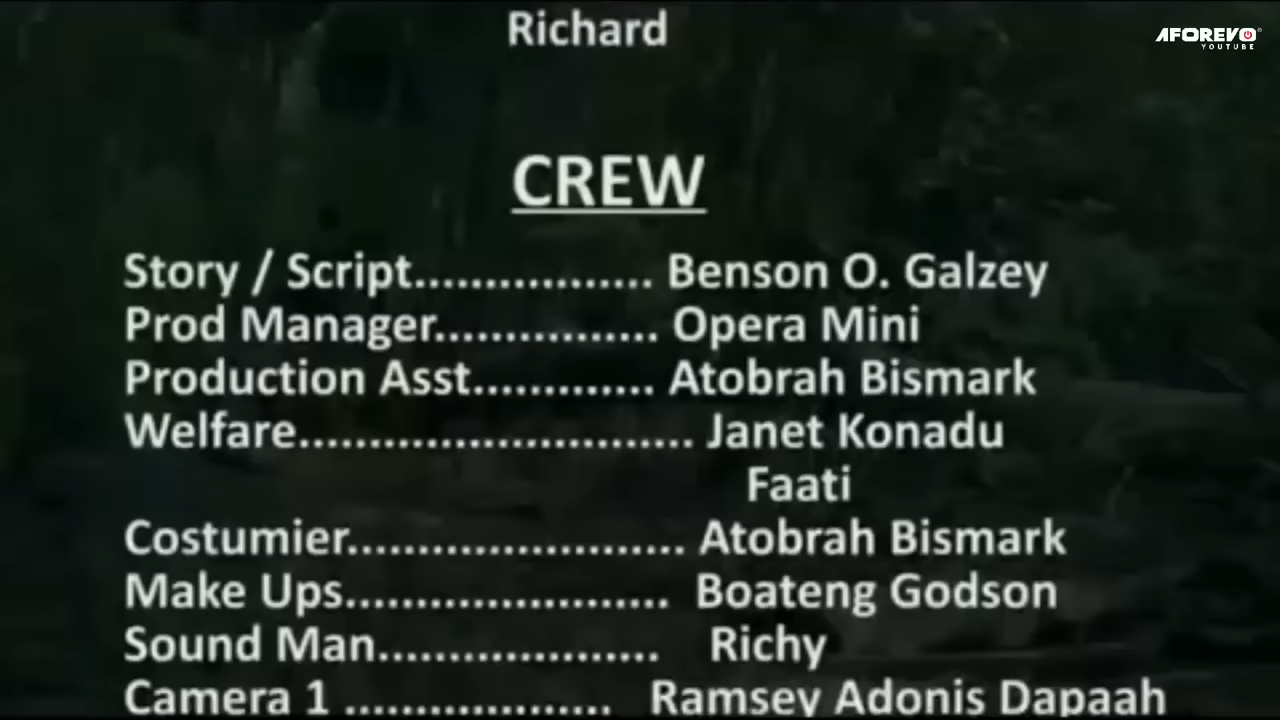 Richard
AFOREVO
YOUTUBE
CREW
Story / Script................. Benson O. Galzey
Prod Manager................ Opera Mini
Production Asst............. Atobrah Bismark
Welfare............................ Janet Konadu
Faati
Costumier........................ Atobrah Bismark
Make Ups....................... Boateng Godson
Sound Man.................... Richy
Camera 1 ................... Ramsey Adonis Dapaah